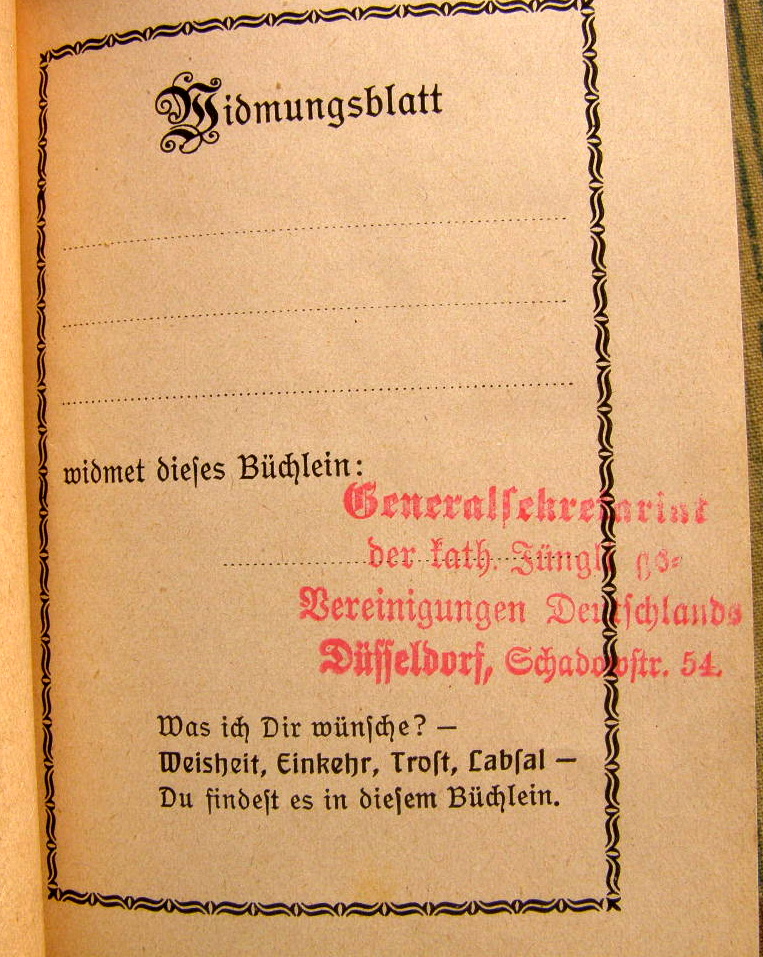 Widmungsblatt
widmet dieſes Büchlein:
Generalſekretariat
der kath. Jünglings-
Vereinigungen Deutſchlands
Düſſeldorf, Schadowſtr. 54.
Was ich Dir wünſche? —
Weisheit, Einkehr, Troſt, Labſal —
Du findeſt es in dieſem Büchlein.